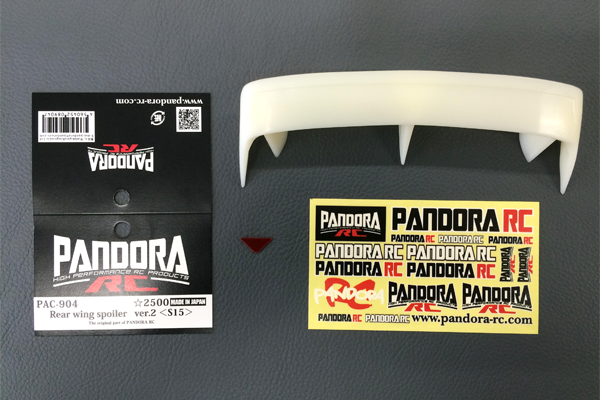 www.pandora-rc.com
PANDORA
RC
PANDORA
HIGH PERFORMANCE RC PRODUCTS
RC
PAC-904
☆2500 MADE IN JAPAN
Rear wing spoiler ver.2 <S15>
The original part of PANDORA RC
PANDORA
RC
PANDORA RC
PANDORA RC PANDORA RC PANDORA RC
PANDORA RC PANDORA RC
PANDORA RC PANDORA RC
PANDORA RC
PANDORA RC
PANDORA
PANDORA
RC
PANDORA
RC
PANDORA RC PANDORA RC www.pandora-rc.com